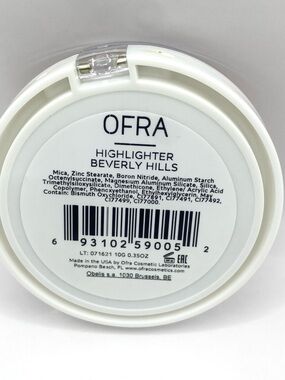 OFRA
HIGHLIGHTER
BEVERLY HILLS
Mica, Zinc Stearate, Boron Nitride, Aluminum Starch
Octenylsuccinate, Magnesium Aluminum Silicate, Silica,
Trimethylsiloxysilicate, Dimethicone, Ethylene/ Acrylic Acid
Copolymer, Phenoxyethanol, Ethylhexylglycerin, May
Contain: Bismuth Oxychloride, CI77891, CI77491, CI77492,
CI77499, CI77000.
6 93102 59005 2
LT: 071621 10G 0.35OZ
Made in the USA by Ofra Cosmetic Laboratories
Pompano Beach, FL www.ofracosmetics.com
Obelis s.a. 1030 Brussels, BE
EAC